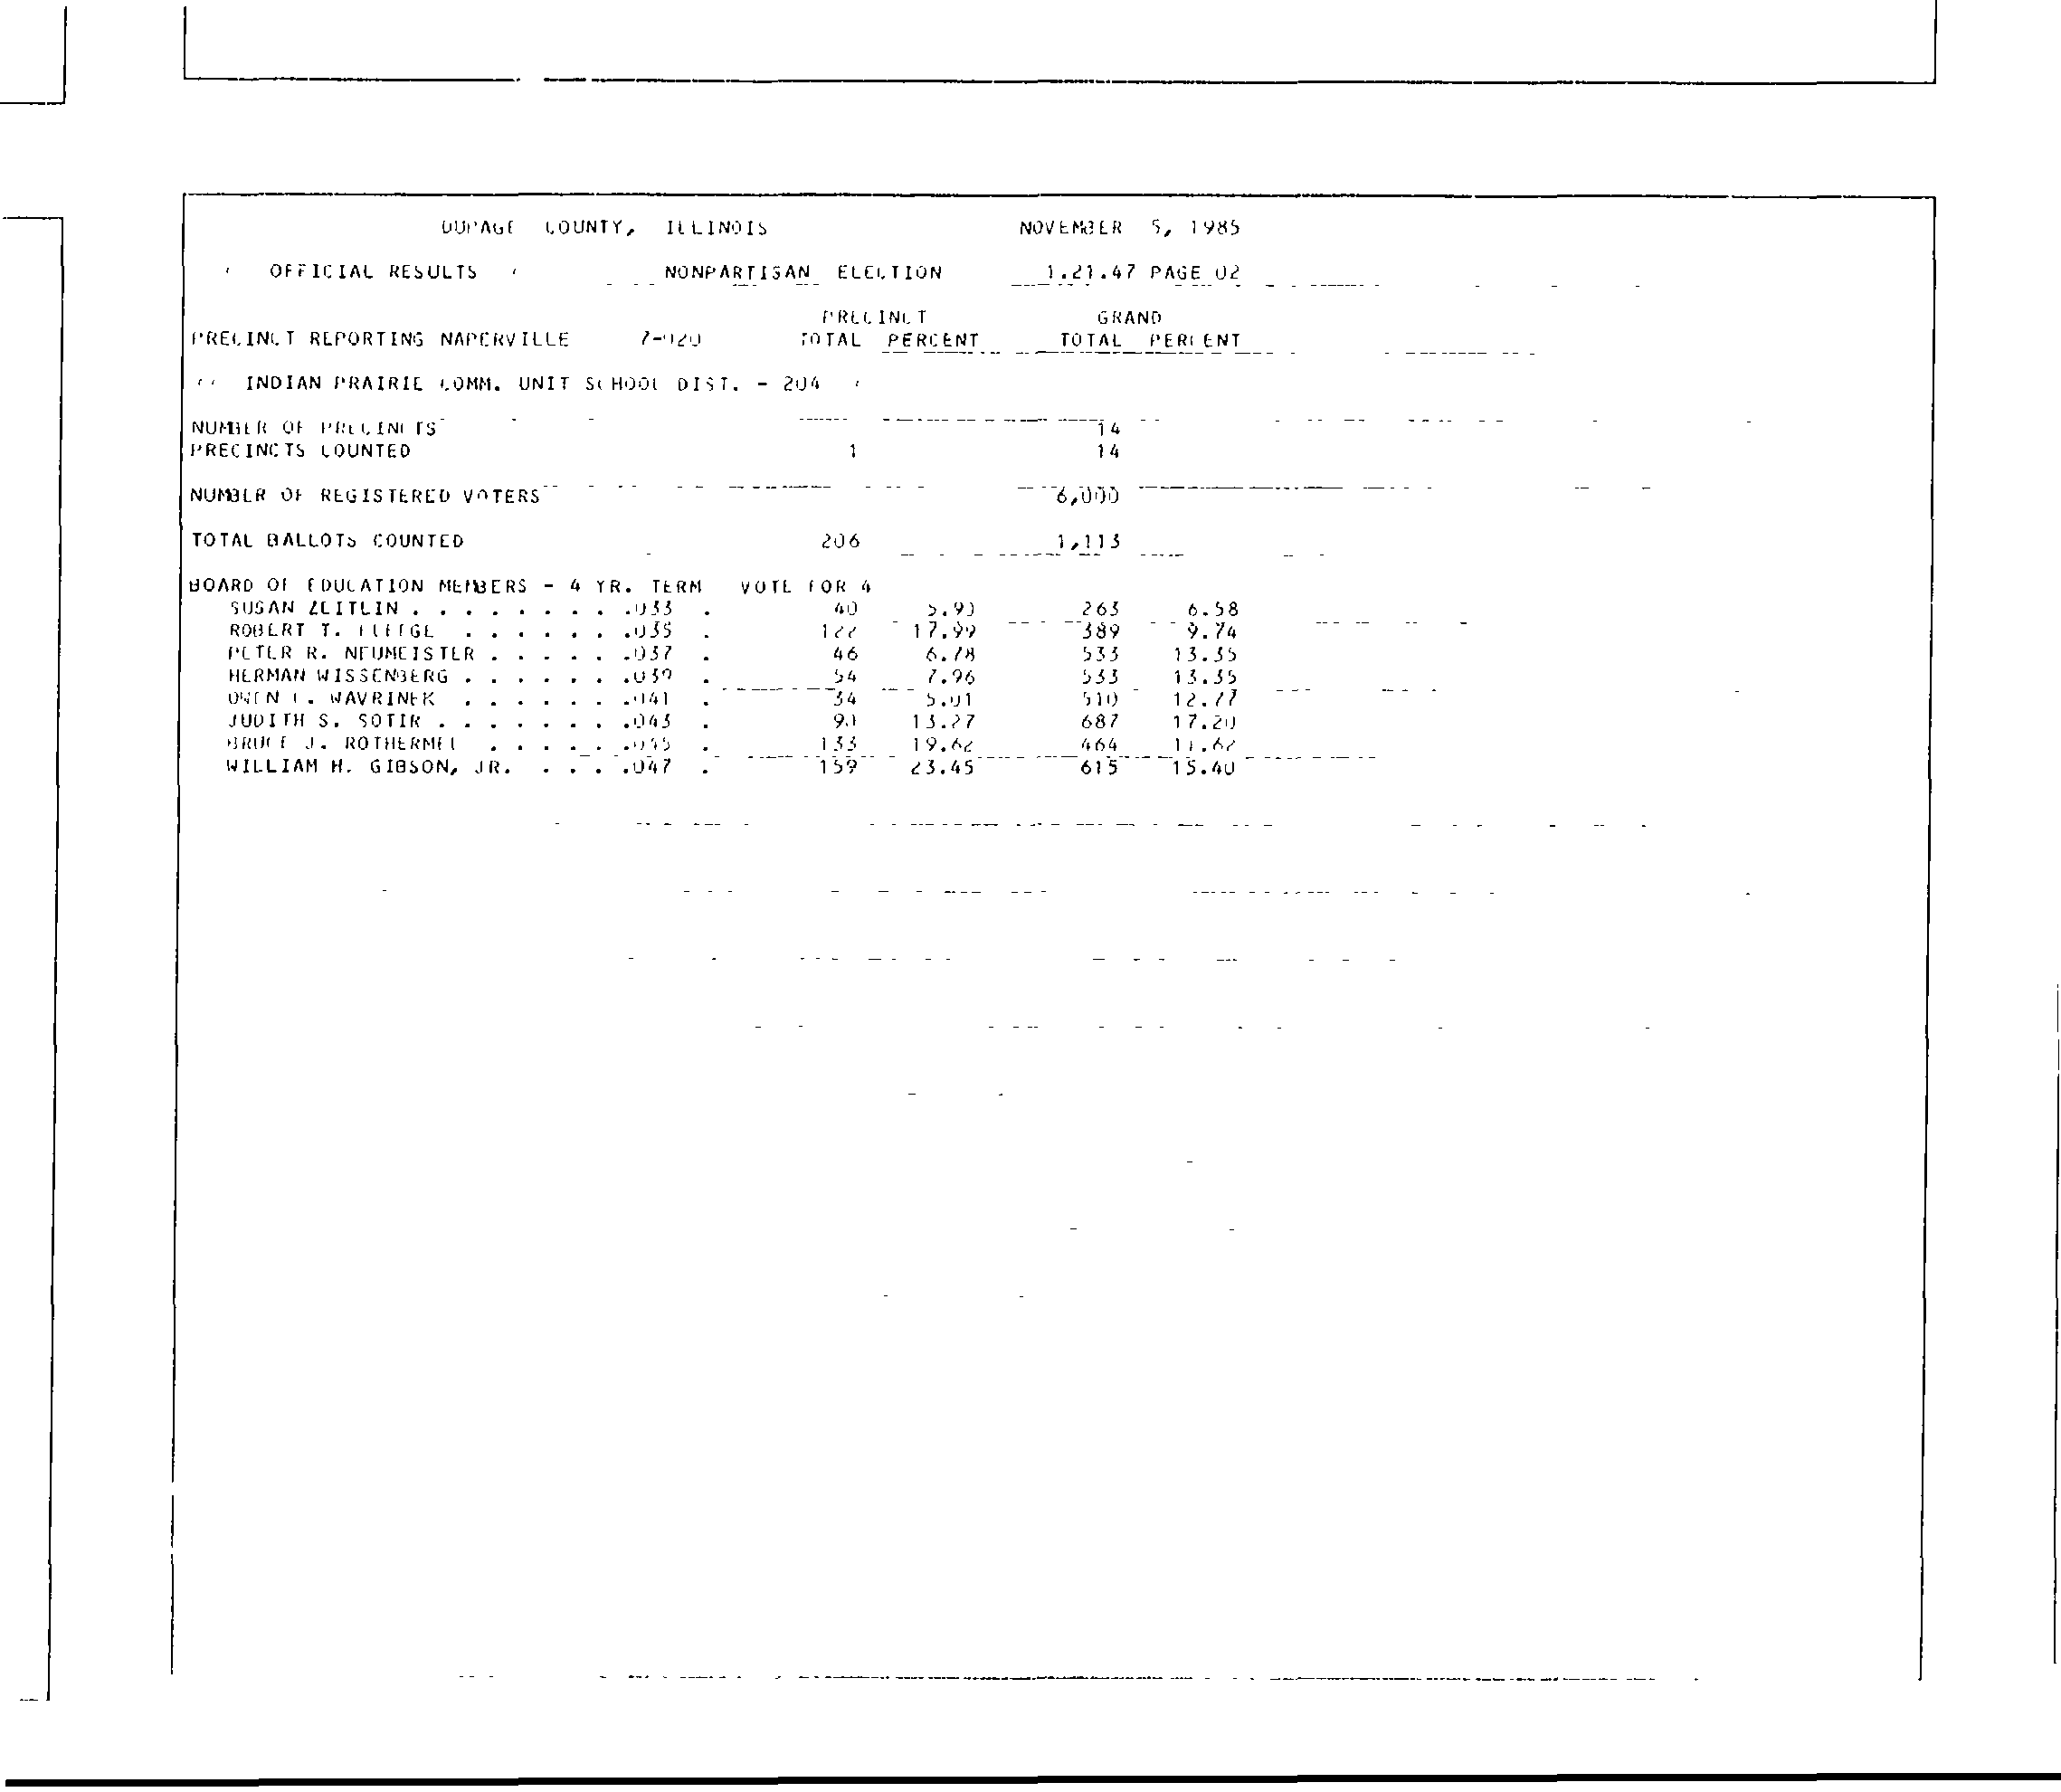 DUPAGE COUNTY, ILLINOIS NOVEMBER 5, 1985
OFFICIAL RESULTS NONPARTISAN ELECTION 1.21.47 PAGE 02
PRECINCT GRAND
PRECINCT REPORTING NAPERVILLE 7-020 TOTAL PERCENT TOTAL PERCENT
INDIAN PRAIRIE COMM. UNIT SCHOOL DIST. - 204
NUMBER OF PRECINCTS 14
PRECINCTS COUNTED 1 14
NUMBER OF REGISTERED VOTERS 6,000
TOTAL BALLOTS COUNTED 206 1,113
BOARD OF EDUCATION MEMBERS - 4 YR. TERM VOTE FOR 4
SUSAN ZEITLIN . . . . . . . . .033 . 40 5.90 263 6.58
ROBERT T. . . . . . . .035 . 122 17.99 389 9.74
PETER R. NEUMEISTER . . . . . .037 . 46 6.78 533 13.35
HERMAN WISSENBERG . . . . . . .039 . 54 7.96 533 13.35
OWEN WAVRINEK . . . . . . .041 . 34 5.01 510 12.77
JUDITH S. SOTIR . . . . . . . .043 . 90 13.27 687 17.20
BRUCE J. ROTHERMEL . . . . . .045 . 133 19.62 464 11.62
WILLIAM H. GIBSON, JR. . . . .047 . 159 23.45 615 15.40